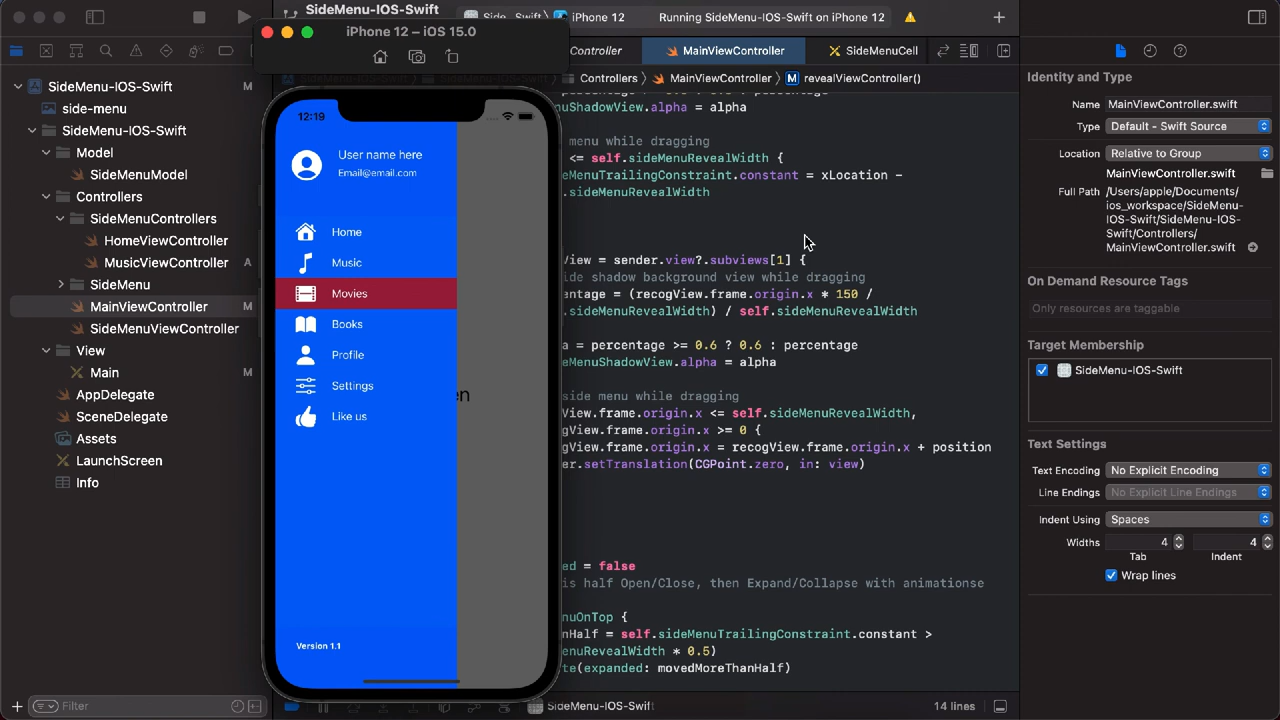 SideMenu-IOS-Swift
iPhone 12
Running SideMenu-IOS-Swift on iPhone 12
iPhone 12 – iOS 15.0
MainViewController
SideMenuCell
Controllers
MainViewController
M
revealViewController()
SideMenu-IOS-Swift
M
side-menu
SideMenu-IOS-Swift
Model
SideMenuModel
Controllers
SideMenuControllers
HomeViewController
MusicViewController
A
SideMenu
MainViewController
M
SideMenuViewController
View
Main
M
AppDelegate
SceneDelegate
Assets
LaunchScreen
Info
Filter
12:19
User name here
Email@email.com
Home
Music
Movies
Books
Profile
Settings
Like us
en
Version 1.1
nuShadowView.alpha = alpha
menu while dragging
<= self.sideMenuRevealWidth {
eMenuTrailingConstraint.constant = xLocation -
.sideMenuRevealWidth
View = sender.view?.subviews[1] {
ide shadow background view while dragging
entage = (recogView.frame.origin.x * 150 /
.sideMenuRevealWidth) / self.sideMenuRevealWidth
a = percentage >= 0.6 ? 0.6 : percentage
eMenuShadowView.alpha = alpha
side menu while dragging
View.frame.origin.x <= self.sideMenuRevealWidth,
gView.frame.origin.x >= 0 {
View.frame.origin.x = recogView.frame.origin.x + position
er.setTranslation(CGPoint.zero, in: view)
ed = false
is half Open/Close, then Expand/Collapse with animationse
nuOnTop {
nHalf = self.sideMenuTrailingConstraint.constant >
enuRevealWidth * 0.5)
te(expanded: movedMoreThanHalf)
SideMenu-IOS-Swift
14 lines
Identity and Type
Name MainViewController.swift
Type Default - Swift Source
Location Relative to Group
MainViewController.swift
Full Path /Users/apple/Documents/
ios_workspace/SideMenu-
IOS-Swift/SideMenu-IOS-
Swift/Controllers/
MainViewController.swift
On Demand Resource Tags
Only resources are taggable
Target Membership
SideMenu-IOS-Swift
Text Settings
Text Encoding No Explicit Encoding
Line Endings No Explicit Line Endings
Indent Using Spaces
Widths 4 4
Tab Indent
Wrap lines